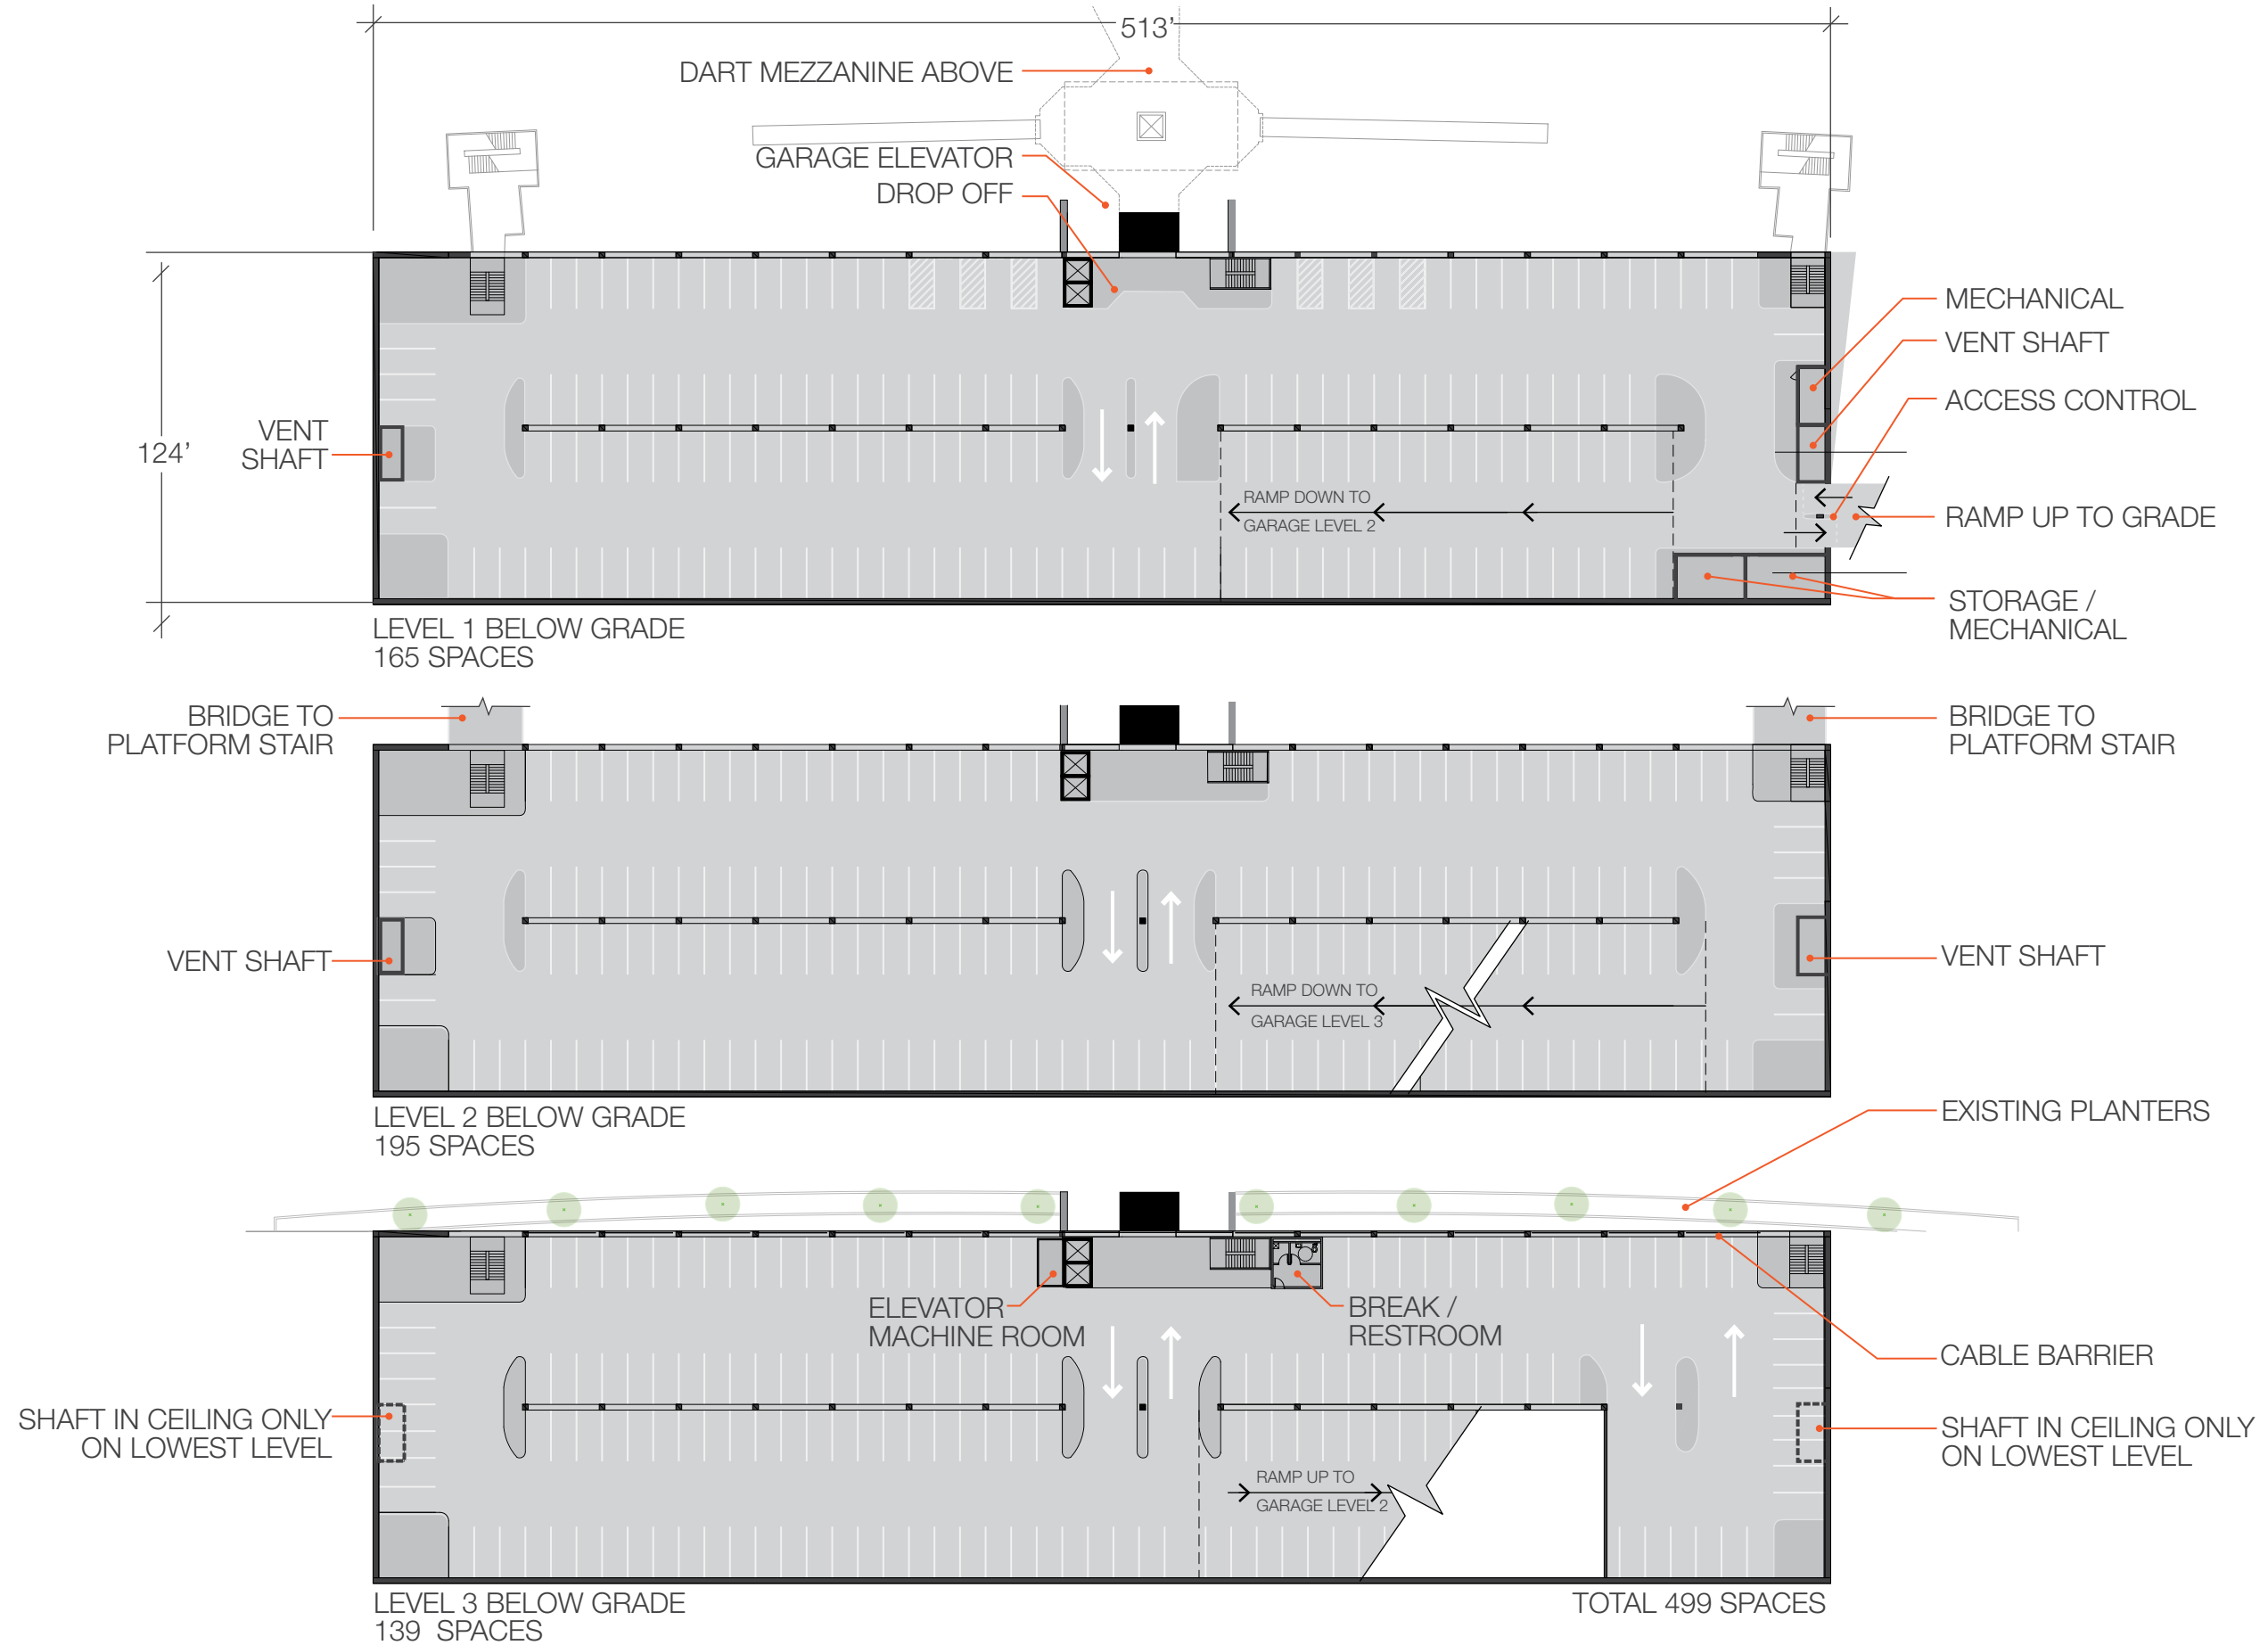 513'
DART MEZZANINE ABOVE
GARAGE ELEVATOR
DROP OFF
MECHANICAL
VENT SHAFT
ACCESS CONTROL
VENT
SHAFT
124'
RAMP DOWN TO
GARAGE LEVEL 2
RAMP UP TO GRADE
STORAGE /
MECHANICAL
LEVEL 1 BELOW GRADE
165 SPACES
BRIDGE TO
PLATFORM STAIR
BRIDGE TO
PLATFORM STAIR
VENT SHAFT
VENT SHAFT
RAMP DOWN TO
GARAGE LEVEL 3
LEVEL 2 BELOW GRADE
195 SPACES
EXISTING PLANTERS
ELEVATOR
MACHINE ROOM
BREAK /
RESTROOM
CABLE BARRIER
SHAFT IN CEILING ONLY
ON LOWEST LEVEL
SHAFT IN CEILING ONLY
ON LOWEST LEVEL
RAMP UP TO
GARAGE LEVEL 2
LEVEL 3 BELOW GRADE
139 SPACES
TOTAL 499 SPACES